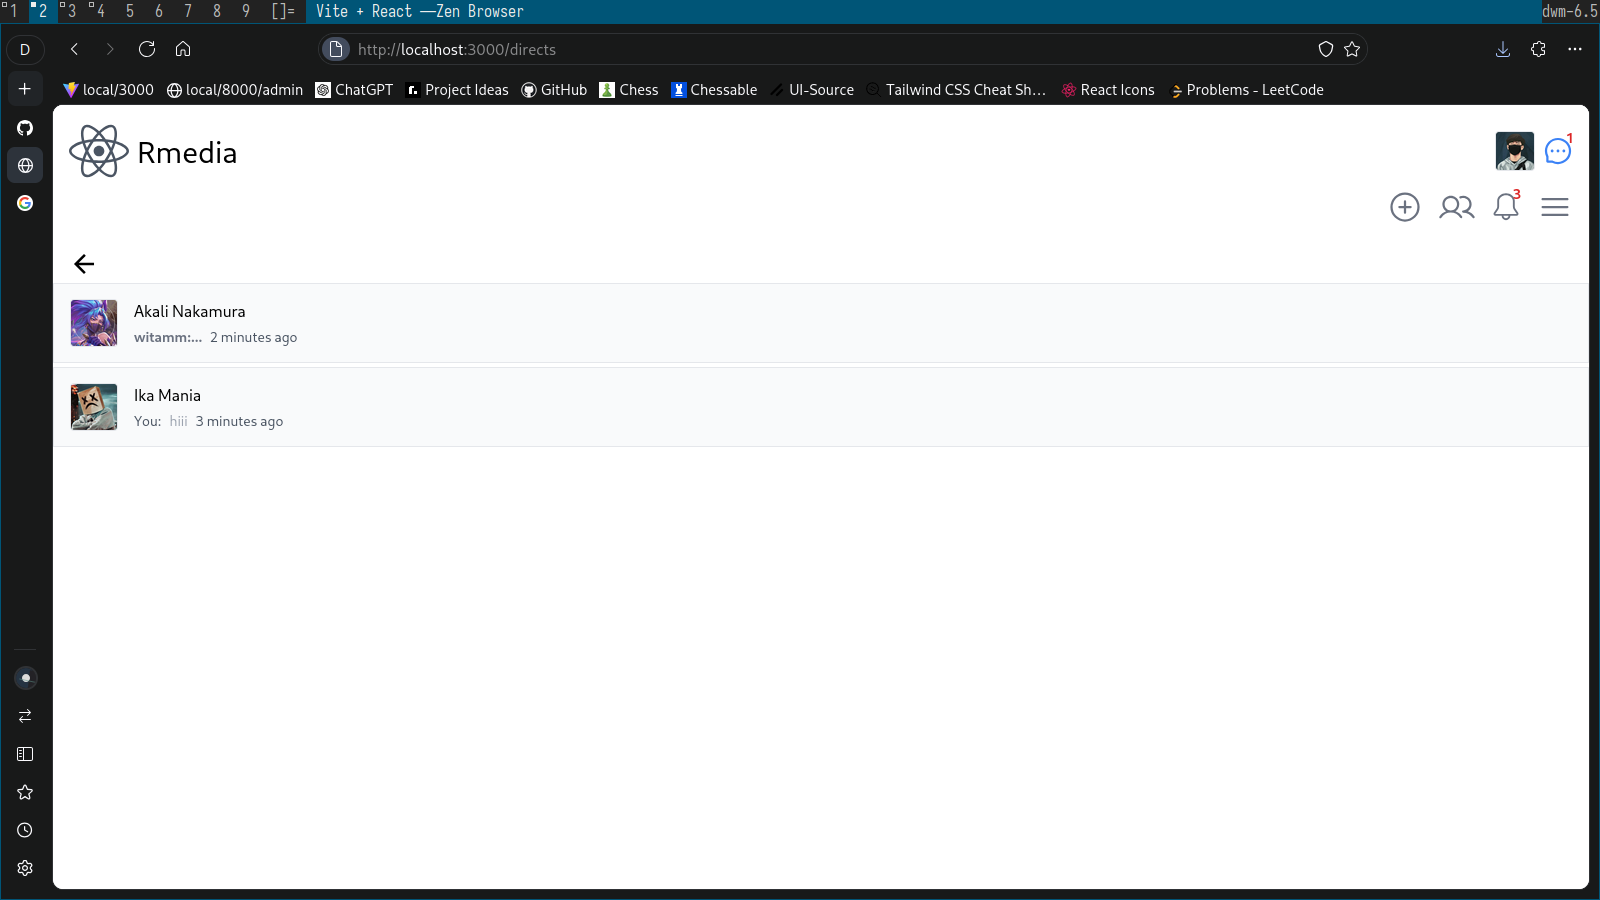 1 2 3 4 5 6 7 8 9 []= Vite + React —Zen Browser dwm-6.5
D http://localhost:3000/directs
local/3000 local/8000/admin ChatGPT Project Ideas GitHub Chess Chessable UI-Source Tailwind CSS Cheat Sh... React Icons Problems - LeetCode
Rmedia 1
3
Akali Nakamura
witamm:... 2 minutes ago
Ika Mania
You: hiii 3 minutes ago